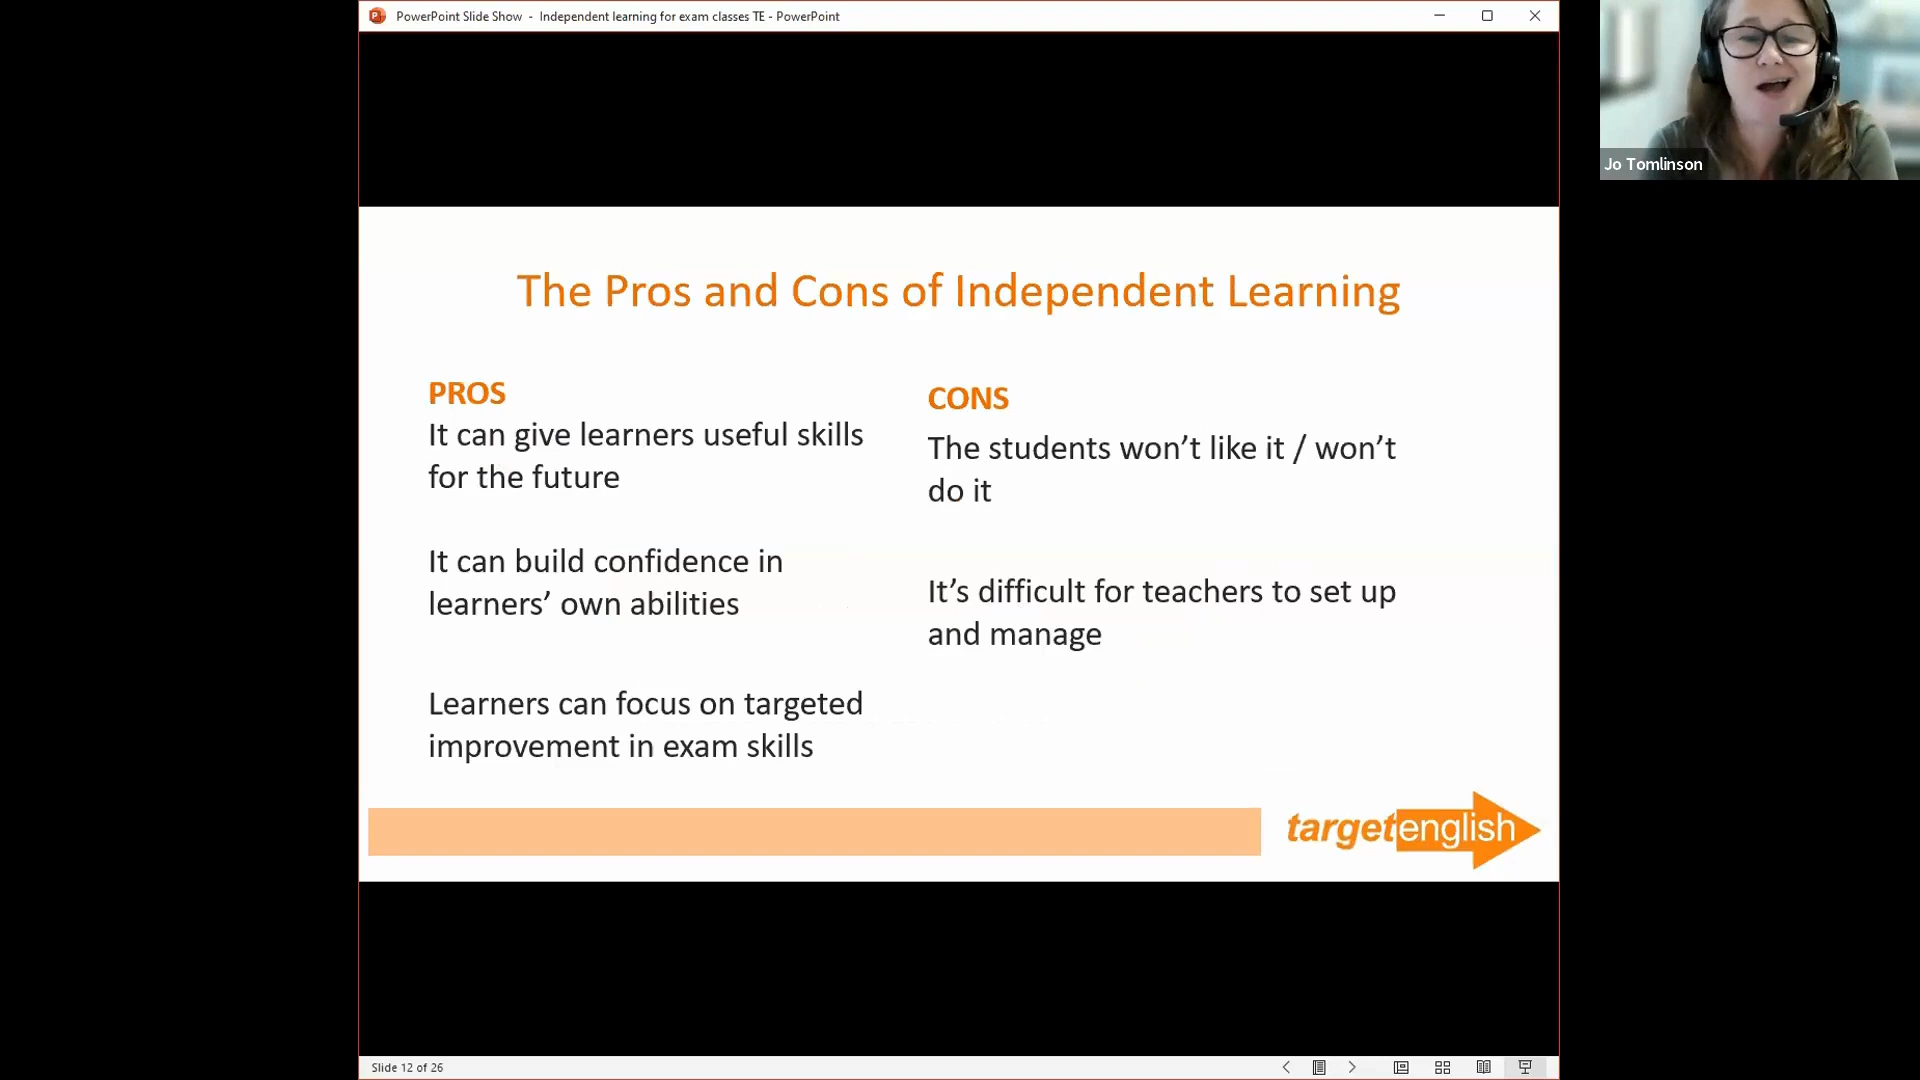 PowerPoint Slide Show - Independent learning for exam classes TE - PowerPoint
Jo Tomlinson
The Pros and Cons of Independent Learning
PROS
It can give learners useful skills
for the future
It can build confidence in
learners’ own abilities
Learners can focus on targeted
improvement in exam skills
CONS
The students won’t like it / won’t
do it
It’s difficult for teachers to set up
and manage
targetenglish
Slide 12 of 26